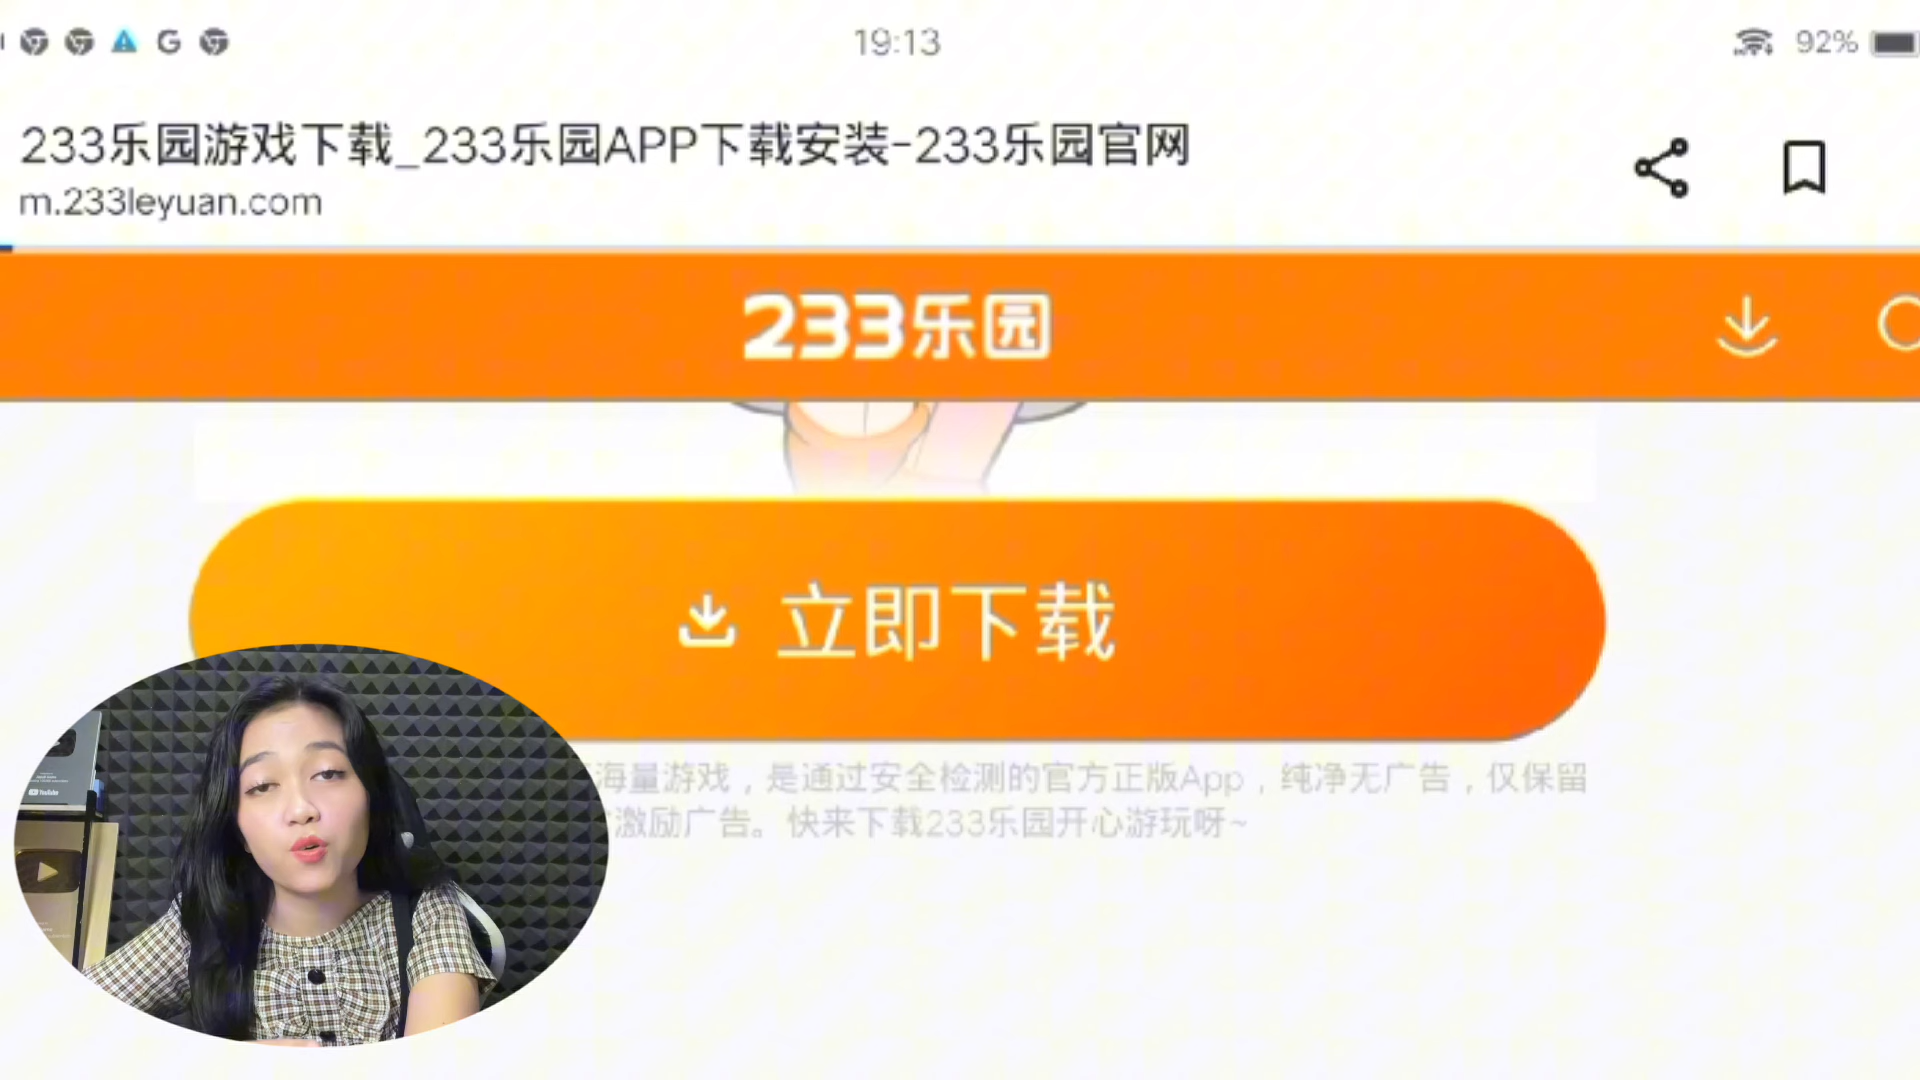 19:13
92%
233乐园游戏下载_233乐园APP下载安装-233乐园官网
m.233leyuan.com
233乐园
立即下载
海量游戏，是通过安全检测的官方正版App，纯净无广告，仅保留
激励广告。快来下载233乐园开心游玩呀~
YouTube